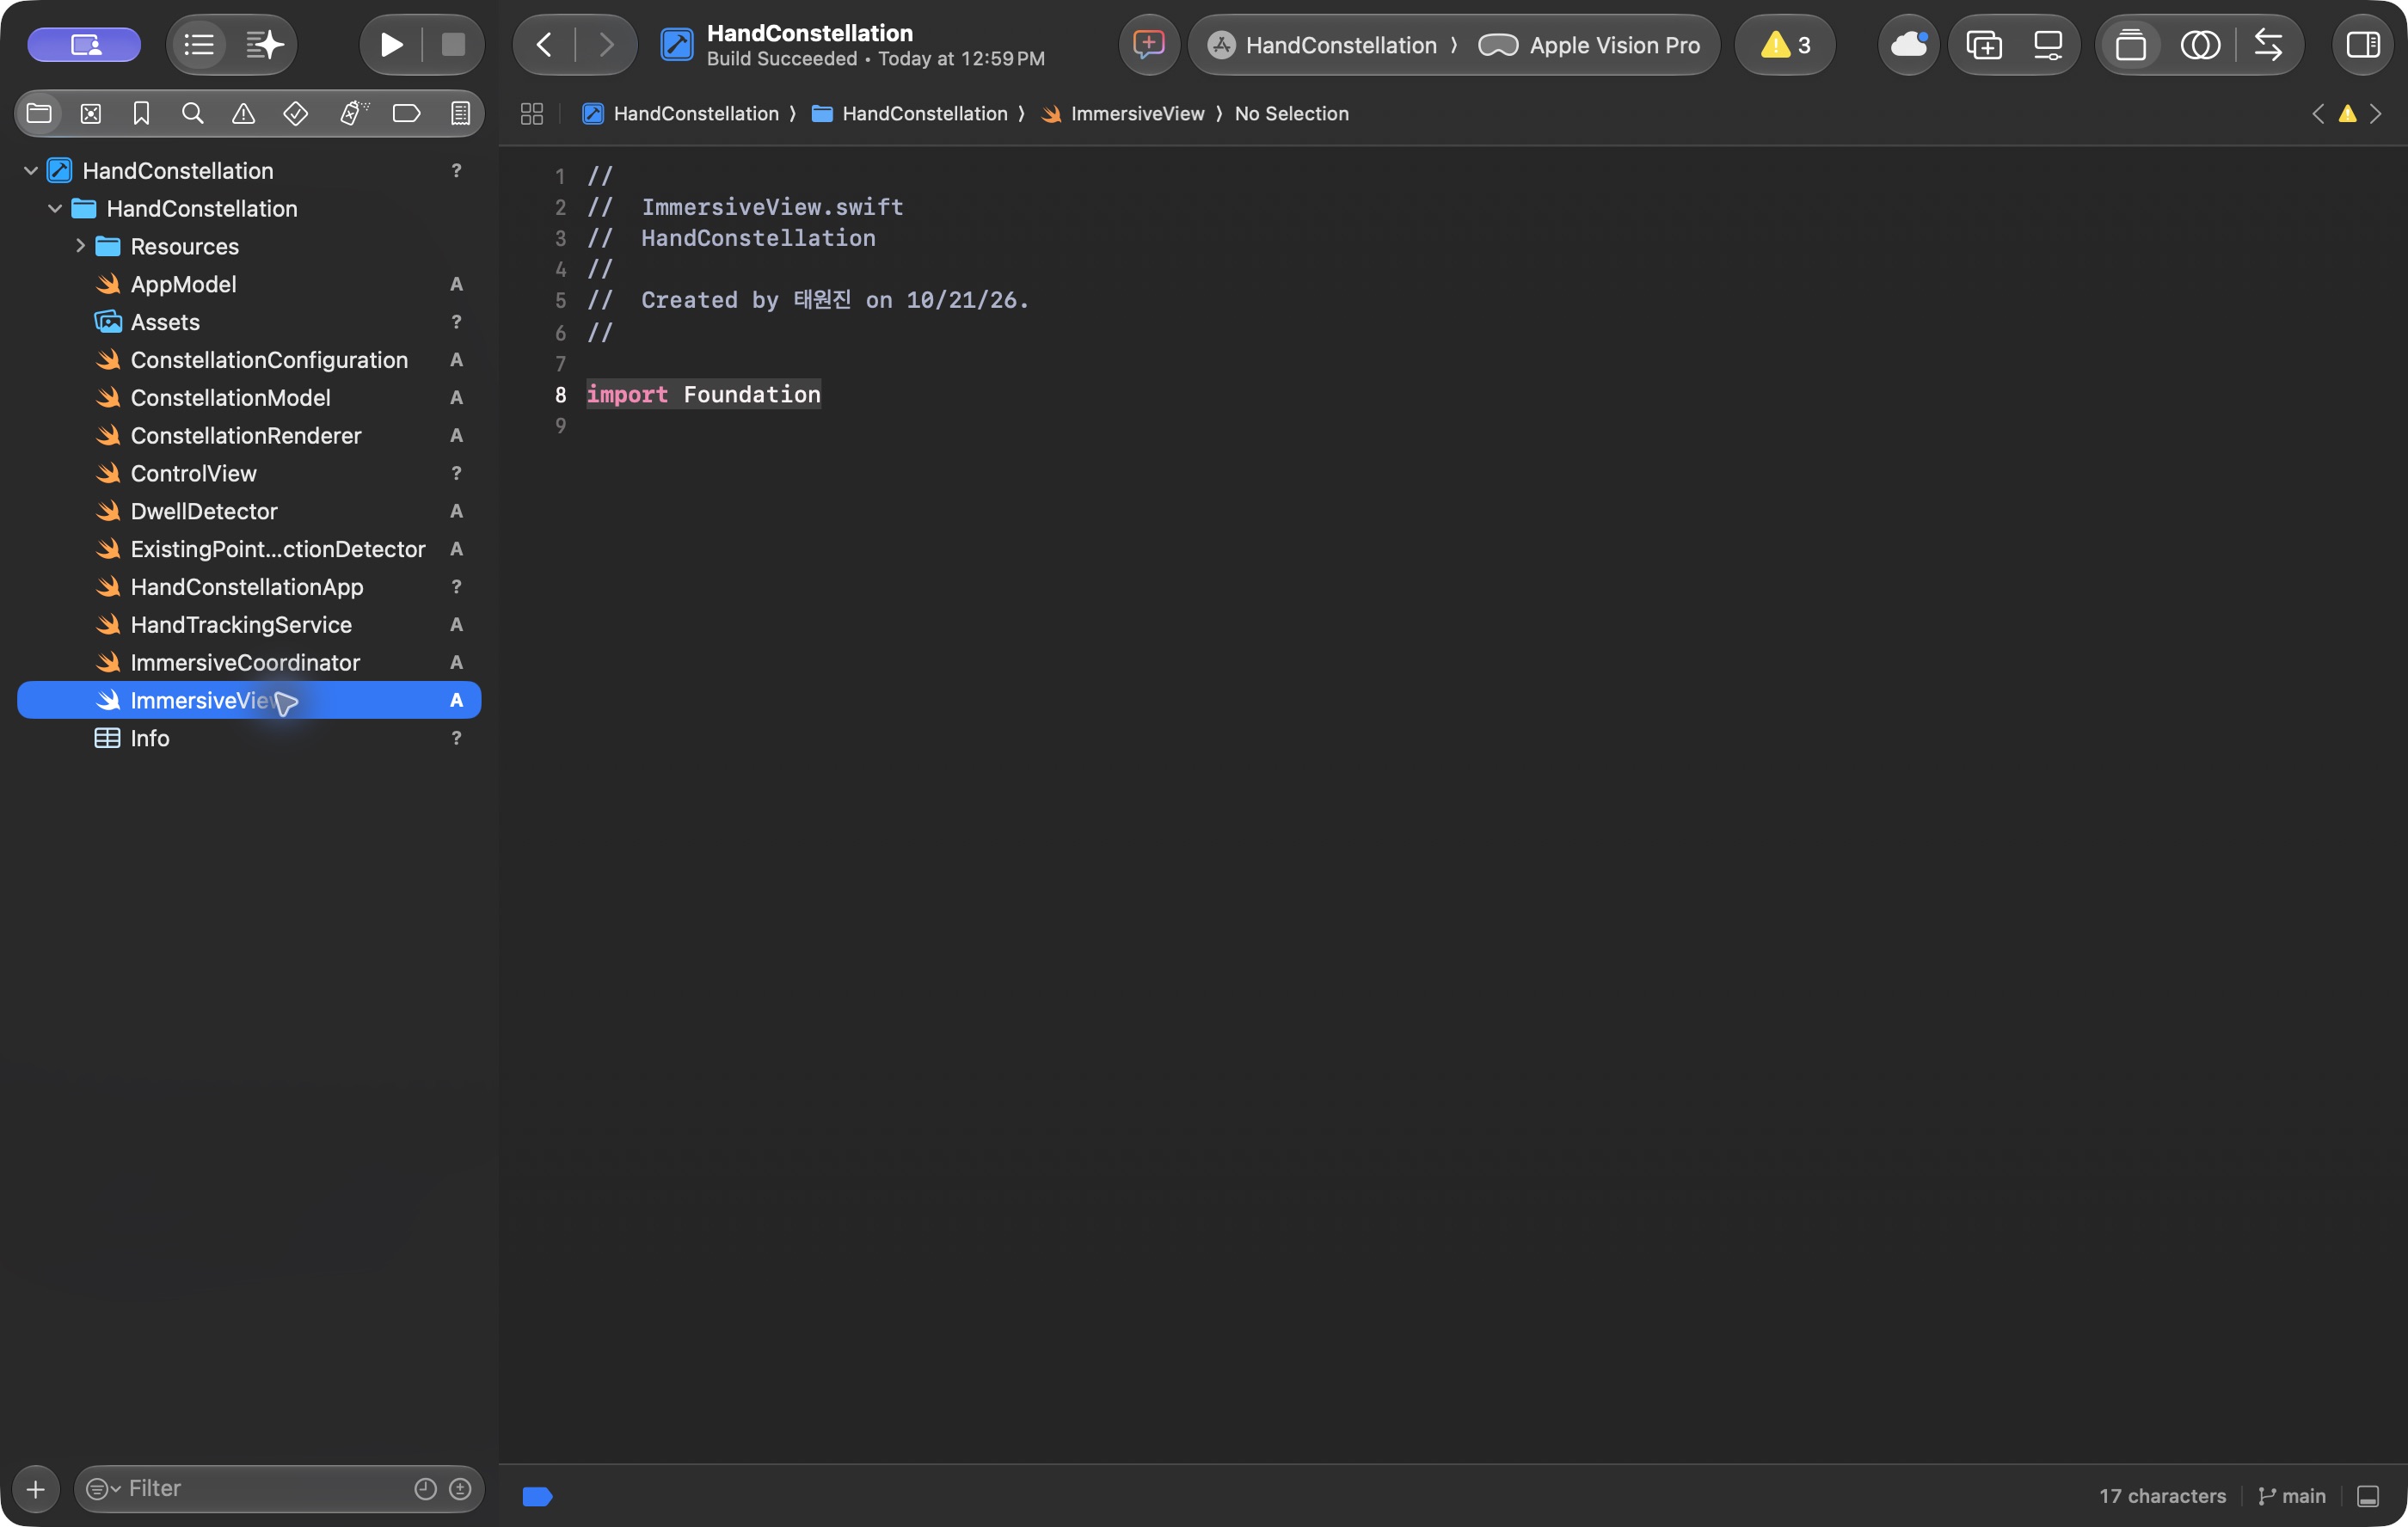 HandConstellation
Build Succeeded • Today at 12:59 PM
HandConstellation 〉 Apple Vision Pro
3
HandConstellation 〉 HandConstellation 〉 ImmersiveView 〉 No Selection
HandConstellation ?
HandConstellation
Resources
AppModel A
Assets ?
ConstellationConfiguration A
ConstellationModel A
ConstellationRenderer A
ControlView ?
DwellDetector A
ExistingPoint...ctionDetector A
HandConstellationApp ?
HandTrackingService A
ImmersiveCoordinator A
ImmersiveView A
Info ?
Filter
1 //
2 //  ImmersiveView.swift
3 //  HandConstellation
4 //
5 //  Created by 태원진 on 10/21/26.
6 //
7
8 import Foundation
9
17 characters
main